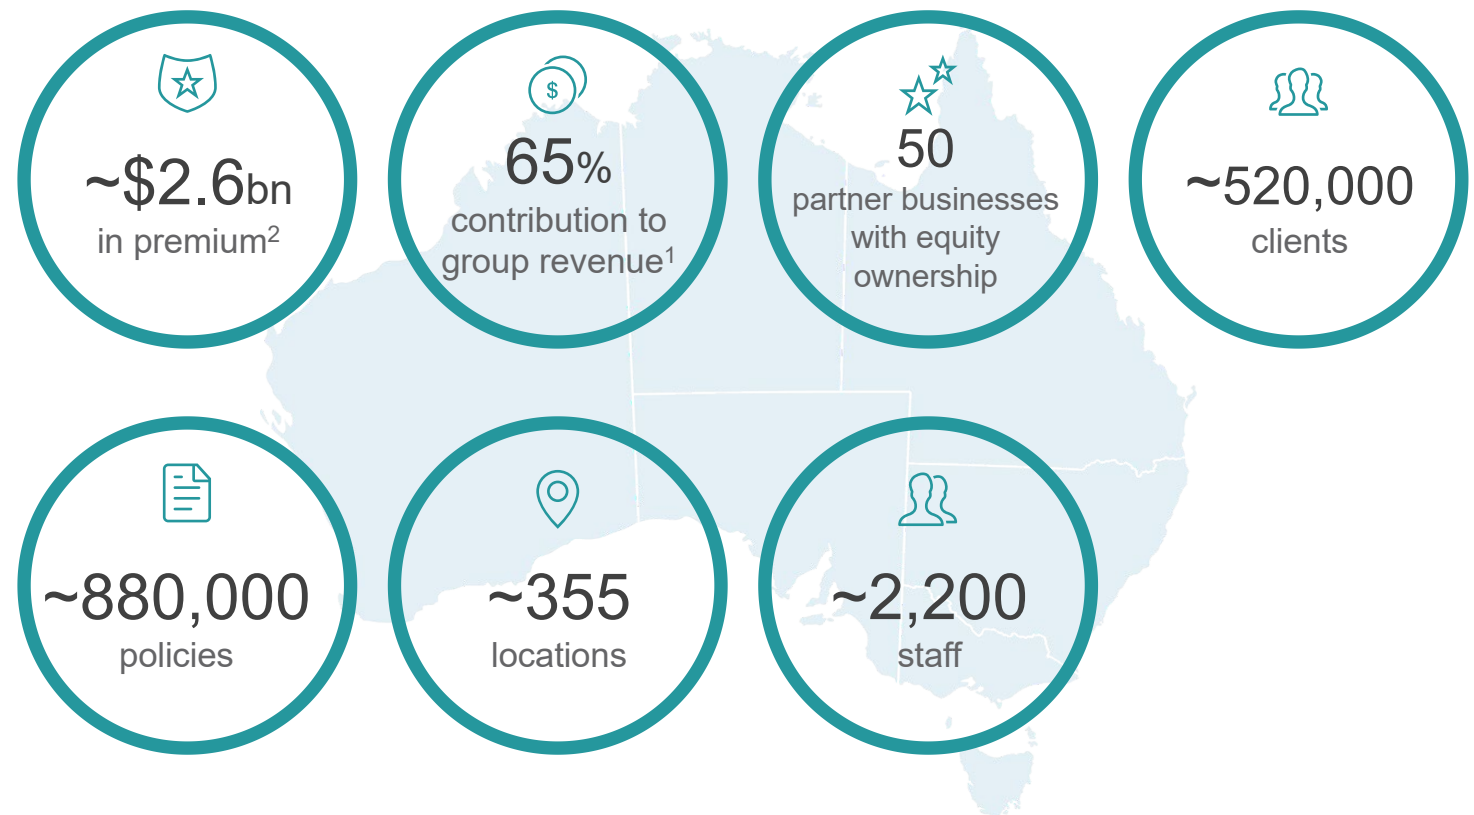 ~$2.6bn
in premium²
$
65%
contribution to
group revenue¹
50
partner businesses
with equity
ownership
~520,000
clients
~880,000
policies
~355
locations
~2,200
staff